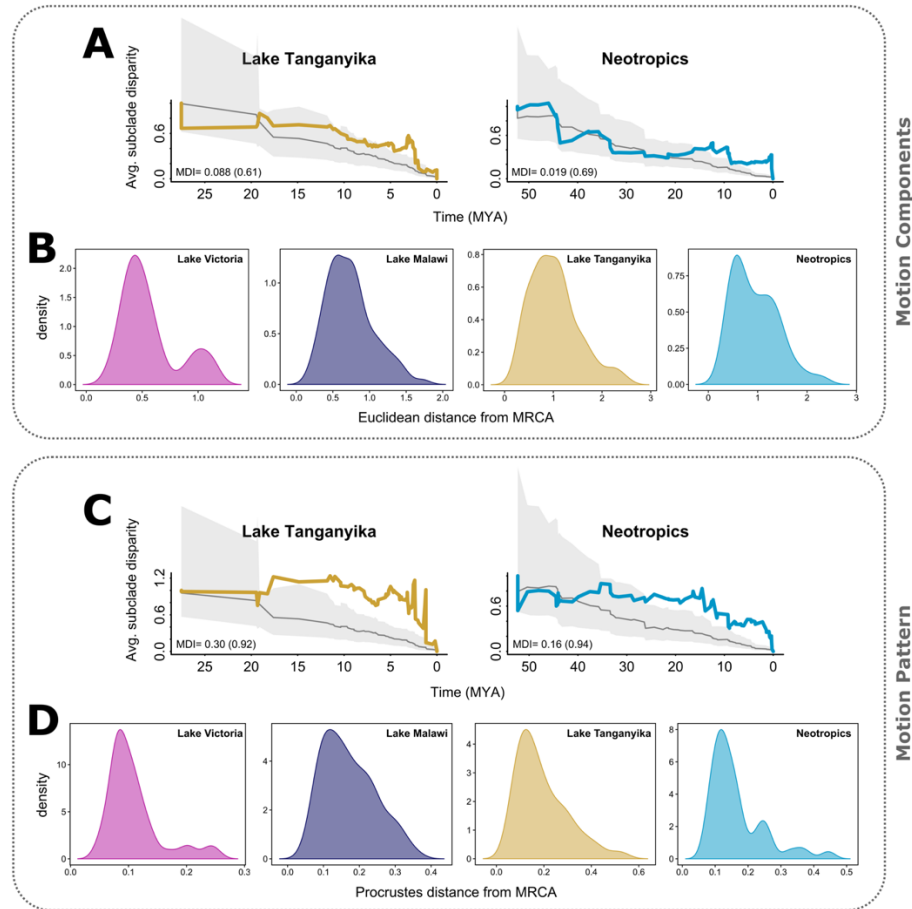 A
Lake Tanganyika
Neotropics
Avg. subclade disparity
0.6
0.0
MDI= 0.088 (0.61)
25 20 15 10 5 0
0.6
0.0
MDI= 0.019 (0.69)
50 40 30 20 10 0
Time (MYA)
Motion Components
B
density
Lake Victoria
2.0
1.5
1.0
0.5
0.0
0.0 0.5 1.0
Lake Malawi
1.0
0.5
0.0
0.0 0.5 1.0 1.5 2.0
Lake Tanganyika
0.8
0.6
0.4
0.2
0.0
0 1 2 3
Neotropics
0.75
0.50
0.25
0.00
0 1 2 3
Euclidean distance from MRCA
C
Lake Tanganyika
Neotropics
Avg. subclade disparity
1.2
0.6
0.0
MDI= 0.30 (0.92)
25 20 15 10 5 0
0.6
0.0
MDI= 0.16 (0.94)
50 40 30 20 10 0
Time (MYA)
Motion Pattern
D
density
Lake Victoria
10
5
0
0.0 0.1 0.2 0.3
Lake Malawi
4
2
0
0.0 0.1 0.2 0.3 0.4
Lake Tanganyika
4
3
2
1
0
0.0 0.2 0.4 0.6
Neotropics
8
6
4
2
0
0.0 0.1 0.2 0.3 0.4 0.5
Procrustes distance from MRCA